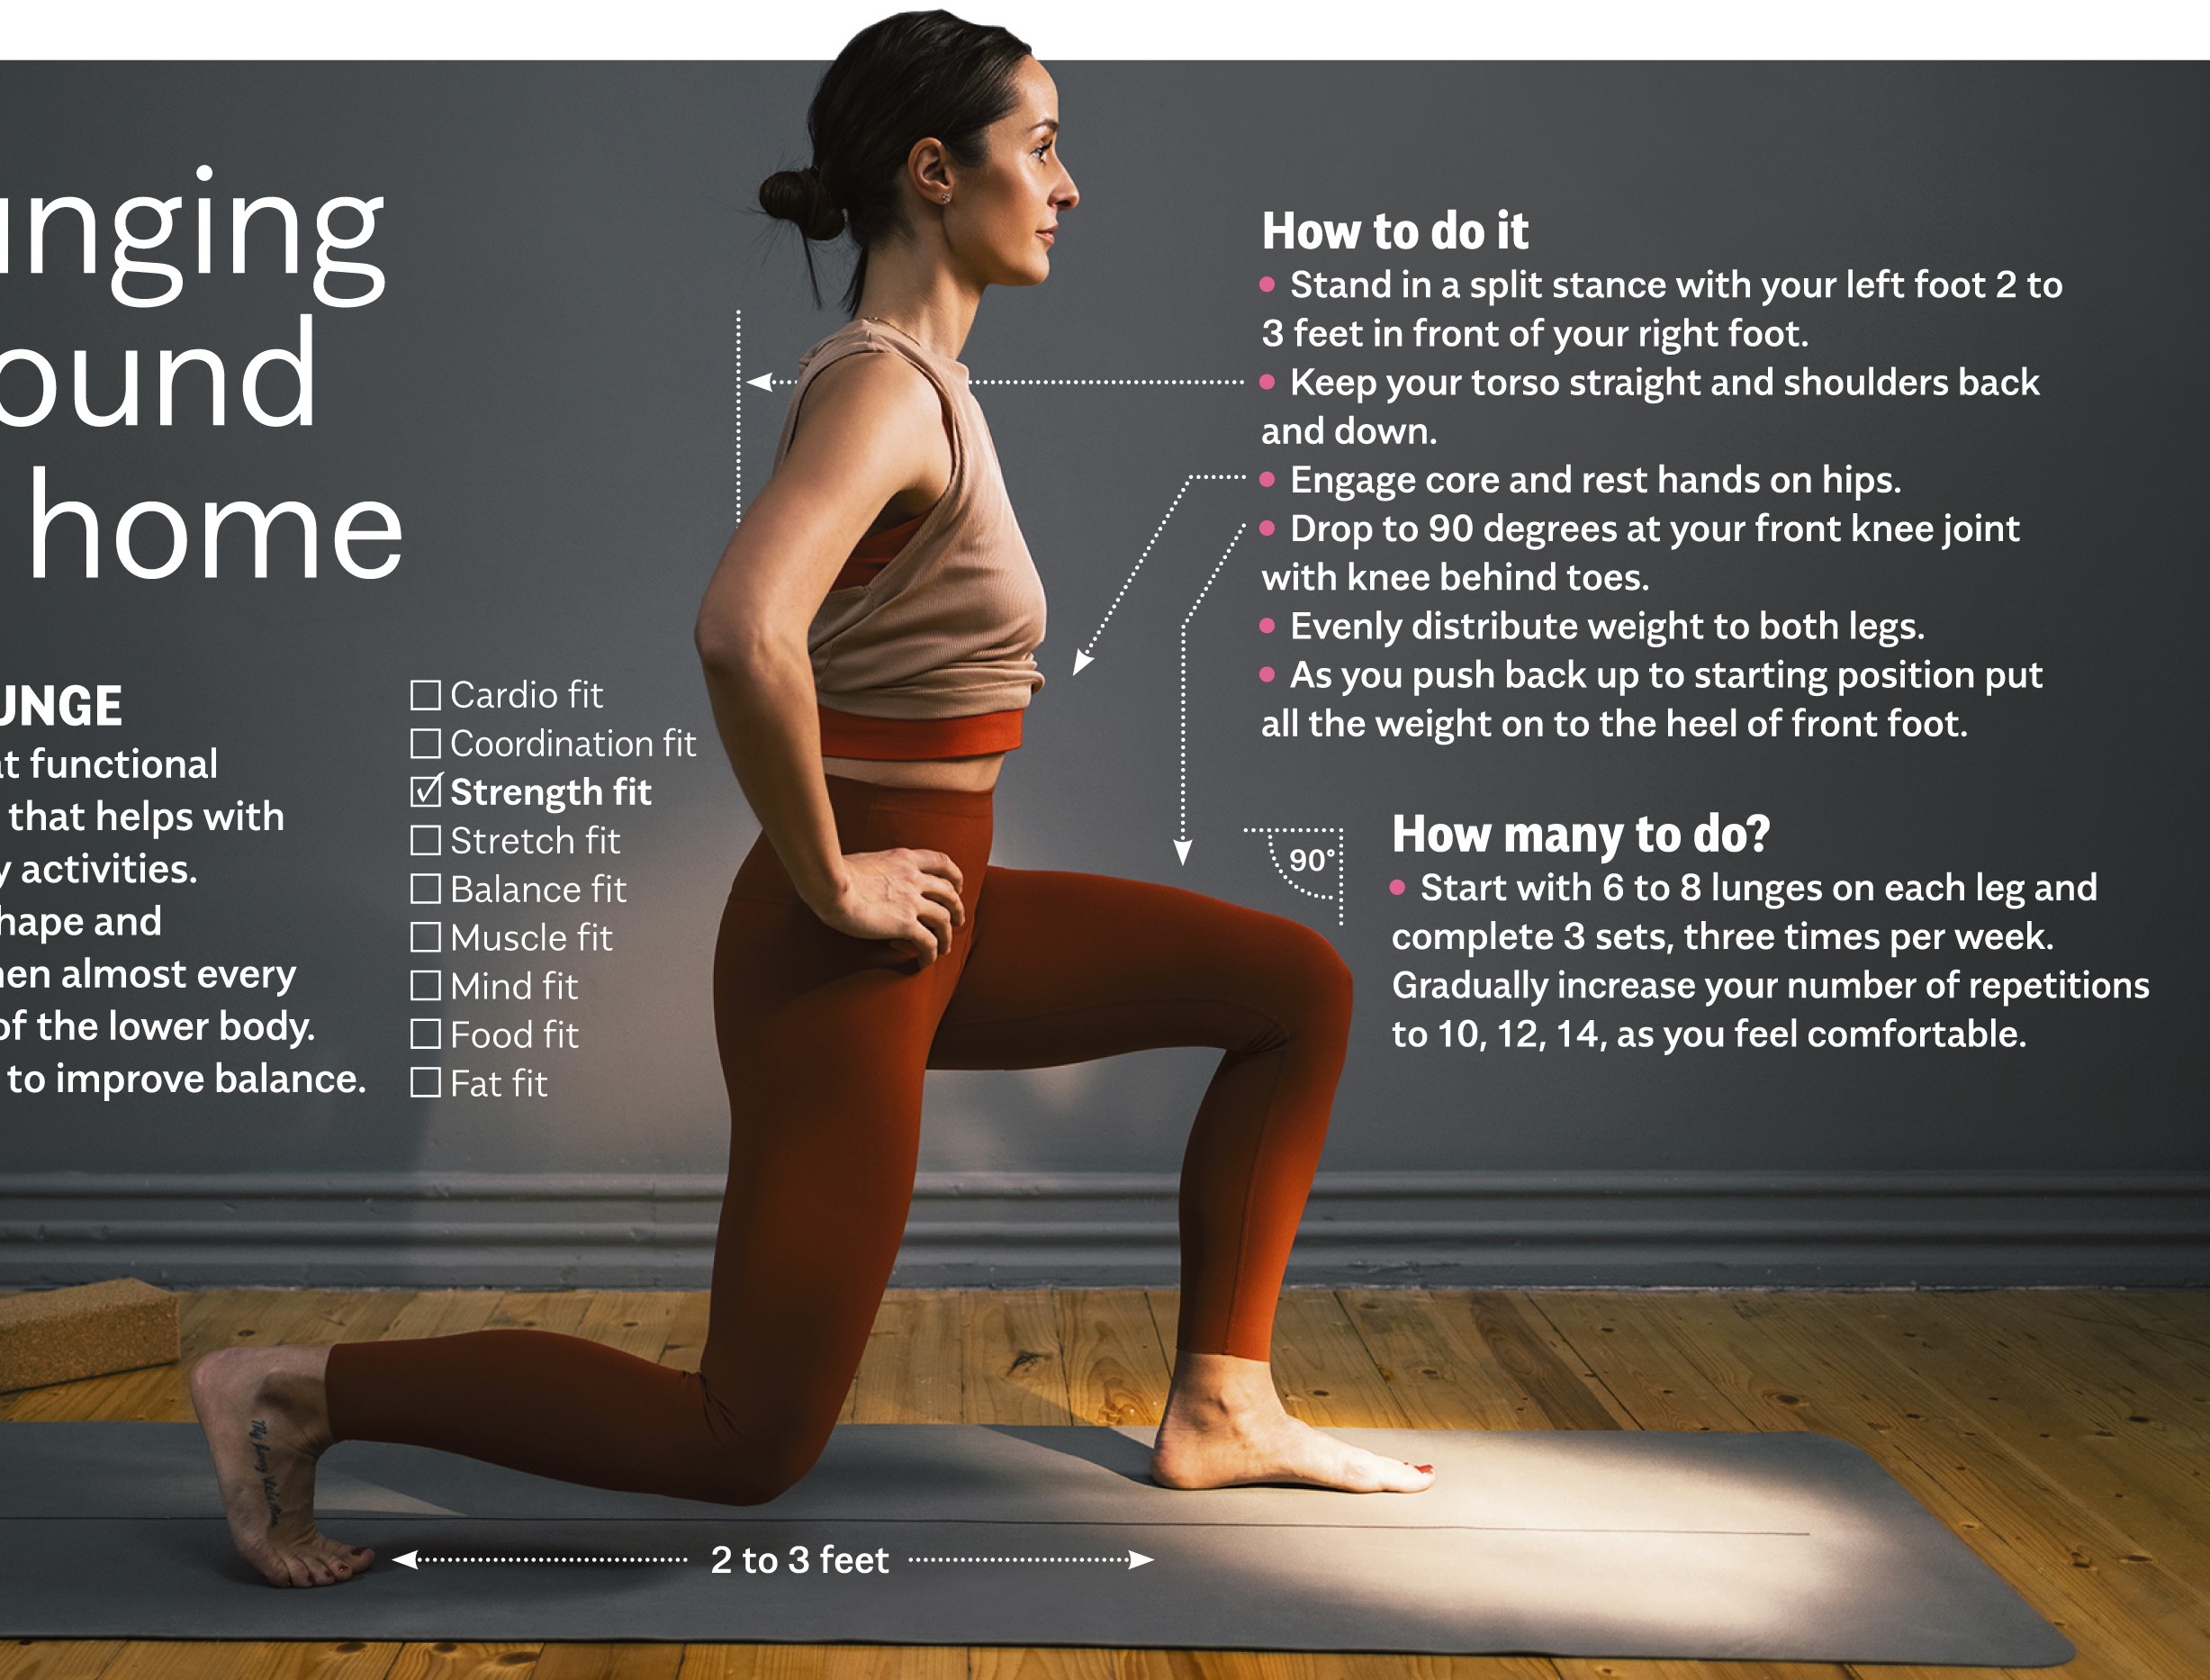 unging
ound
home
UNGE
at functional
that helps with
y activities.
hape and
hen almost every
of the lower body.
to improve balance.
Cardio fit
Coordination fit
Strength fit
Stretch fit
Balance fit
Muscle fit
Mind fit
Food fit
Fat fit
How to do it
• Stand in a split stance with your left foot 2 to
3 feet in front of your right foot.
• Keep your torso straight and shoulders back
and down.
• Engage core and rest hands on hips.
• Drop to 90 degrees at your front knee joint
with knee behind toes.
• Evenly distribute weight to both legs.
• As you push back up to starting position put
all the weight on to the heel of front foot.
90°
How many to do?
• Start with 6 to 8 lunges on each leg and
complete 3 sets, three times per week.
Gradually increase your number of repetitions
to 10, 12, 14, as you feel comfortable.
2 to 3 feet